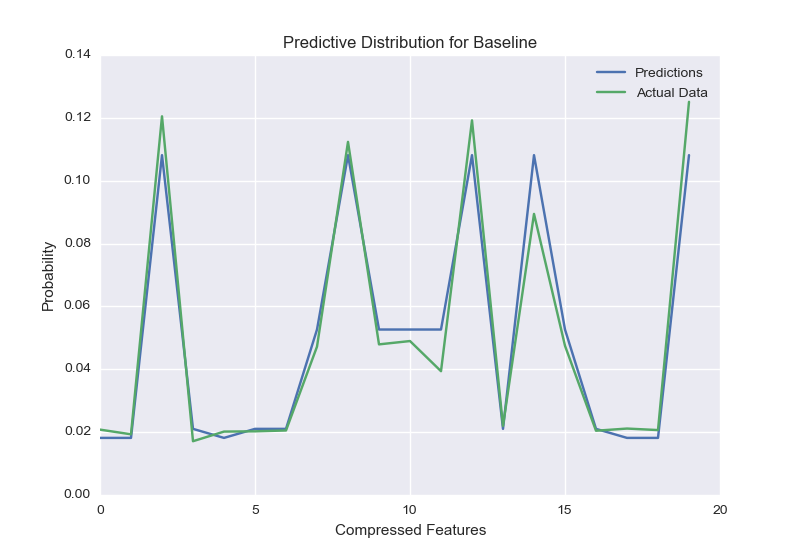 Predictive Distribution for Baseline
0.14
0.12
0.10
0.08
0.06
0.04
0.02
0.00
Probability
Predictions
Actual Data
0 5 10 15 20
Compressed Features